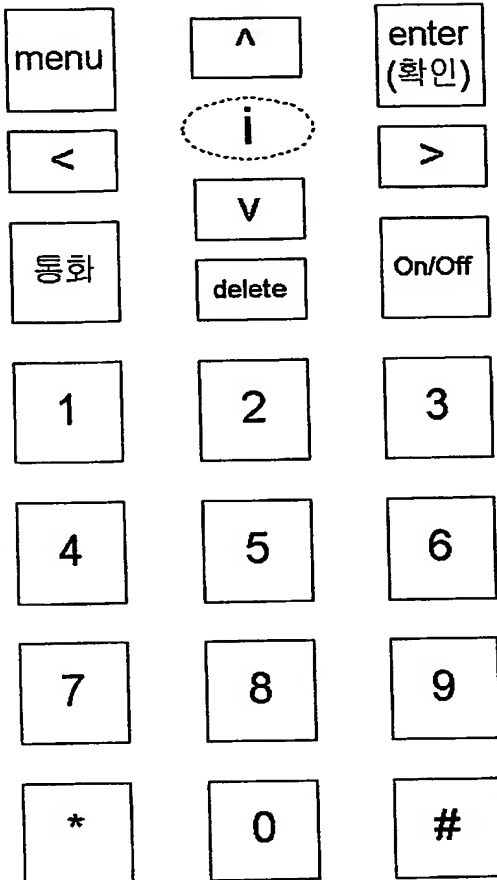 menu
^
enter
(확인)
i
<
>
v
통화
delete
On/Off
1
2
3
4
5
6
7
8
9
*
0
#